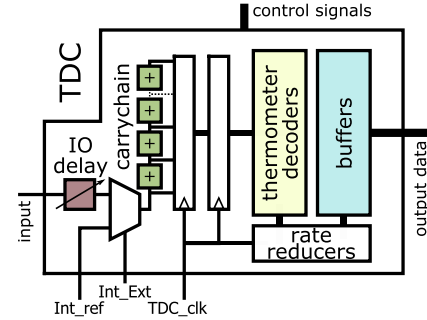 control signals
TDC
carrychain
+
+
+
+
IO
delay
thermometer
decoders
buffers
output data
input
rate
reducers
Int_ref
Int_Ext
TDC_clk